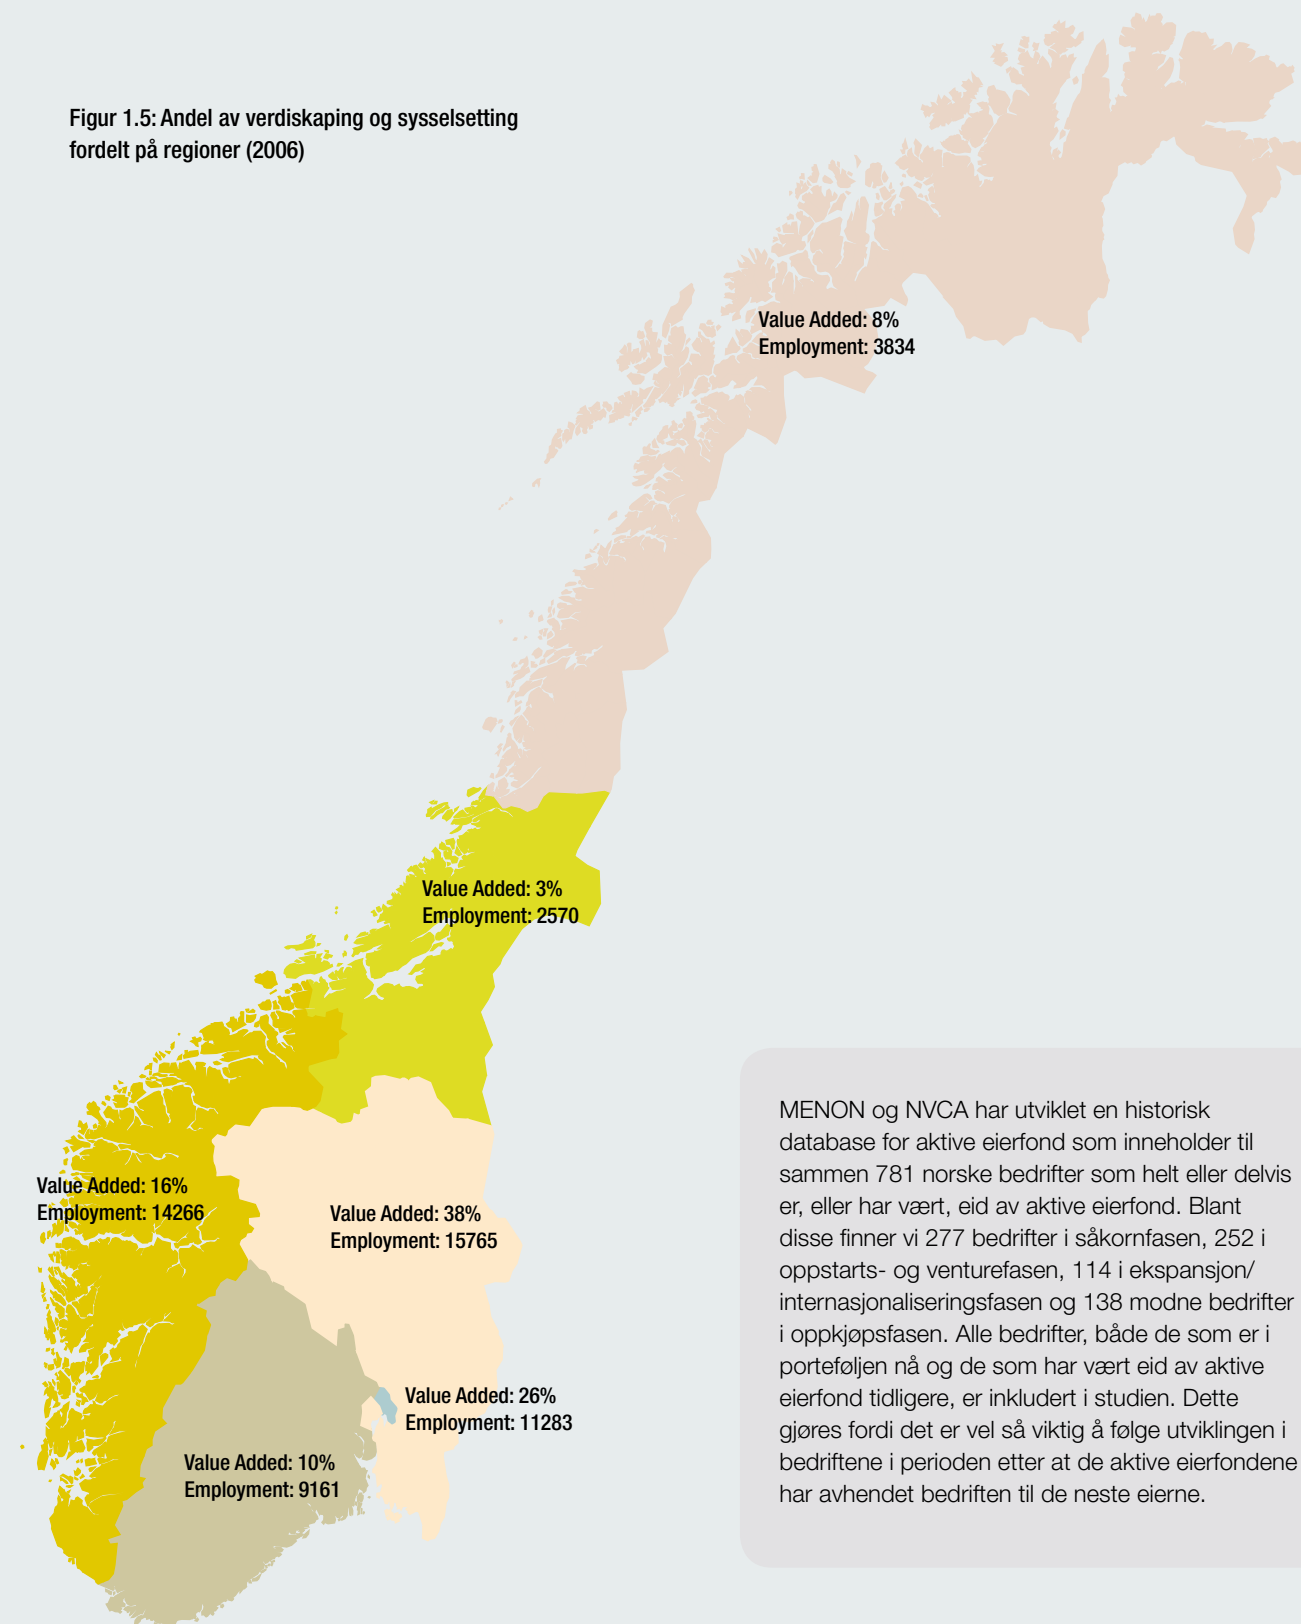 Figur 1.5: Andel av verdiskaping og sysselsetting
fordelt på regioner (2006)
Value Added: 8%
Employment: 3834
Value Added: 3%
Employment: 2570
Value Added: 16%
Employment: 14266
Value Added: 38%
Employment: 15765
Value Added: 26%
Employment: 11283
Value Added: 10%
Employment: 9161
MENON og NVCA har utviklet en historisk
database for aktive eierfond som inneholder til
sammen 781 norske bedrifter som helt eller delvis
er, eller har vært, eid av aktive eierfond. Blant
disse finner vi 277 bedrifter i såkornfasen, 252 i
oppstarts- og venturefasen, 114 i ekspansjon/
internasjonaliseringsfasen og 138 modne bedrifter
i oppkjøpsfasen. Alle bedrifter, både de som er i
porteføljen nå og de som har vært eid av aktive
eierfond tidligere, er inkludert i studien. Dette
gjøres fordi det er vel så viktig å følge utviklingen i
bedriftene i perioden etter at de aktive eierfondene
har avhendet bedriften til de neste eierne.